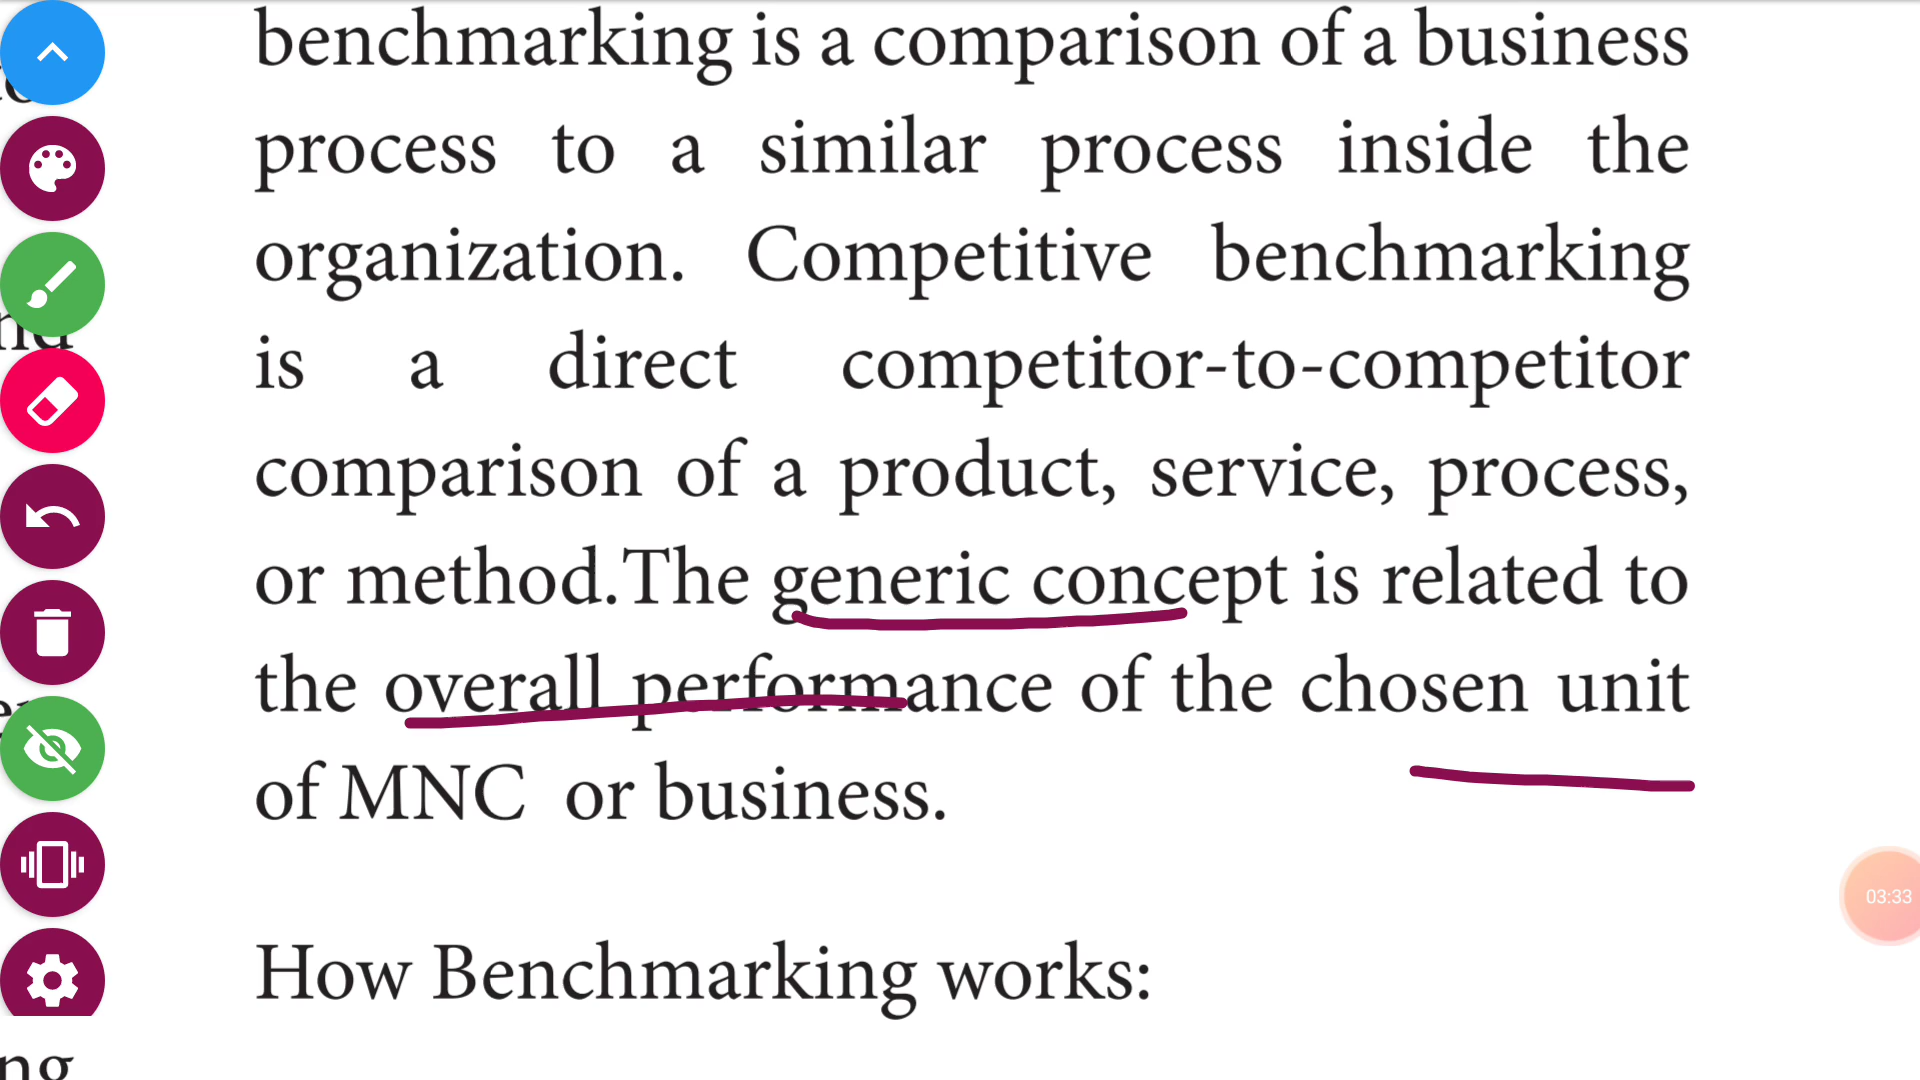 benchmarking is a comparison of a business
process to a similar process inside the
organization. Competitive benchmarking
is a direct competitor-to-competitor
comparison of a product, service, process,
or method.The generic concept is related to
the overall performance of the chosen unit
of MNC or business.
03:33
How Benchmarking works:
ng